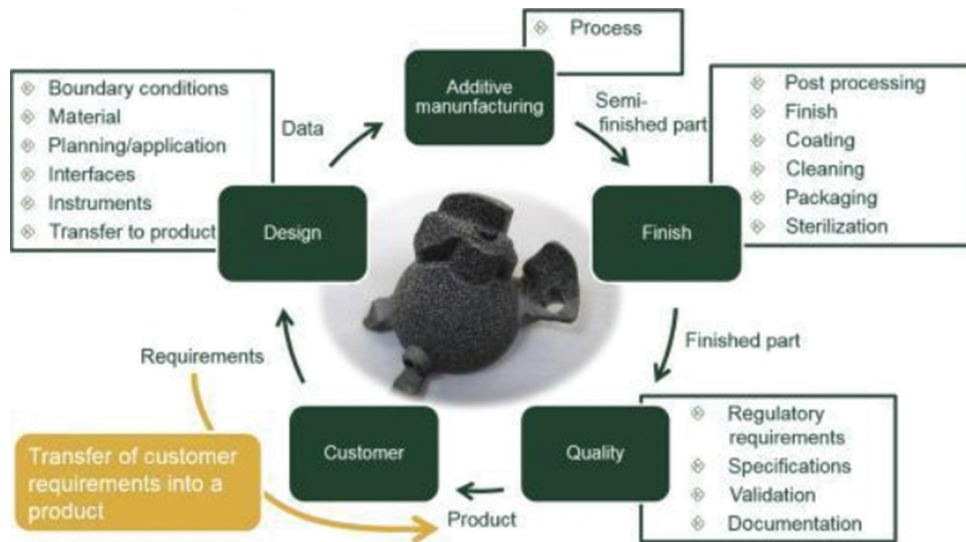 Process
Additive
manunfacturing
Boundary conditions
Material
Planning/application
Interfaces
Instruments
Transfer to product
Data
Semi-
finished part
Post processing
Finish
Coating
Cleaning
Packaging
Sterilization
Design
Finish
Requirements
Finished part
Transfer of customer
requirements into a
product
Customer
Quality
Regulatory
requirements
Specifications
Validation
Documentation
Product